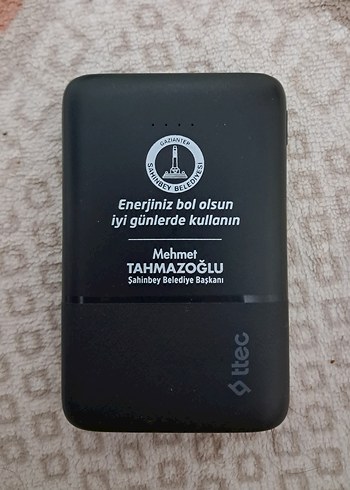 GAZİANTEP
ŞAHİNBEY BELEDİYESİ
Enerjiniz bol olsun
iyi günlerde kullanın
Mehmet
TAHMAZOĞLU
Şahinbey Belediye Başkanı
ttec